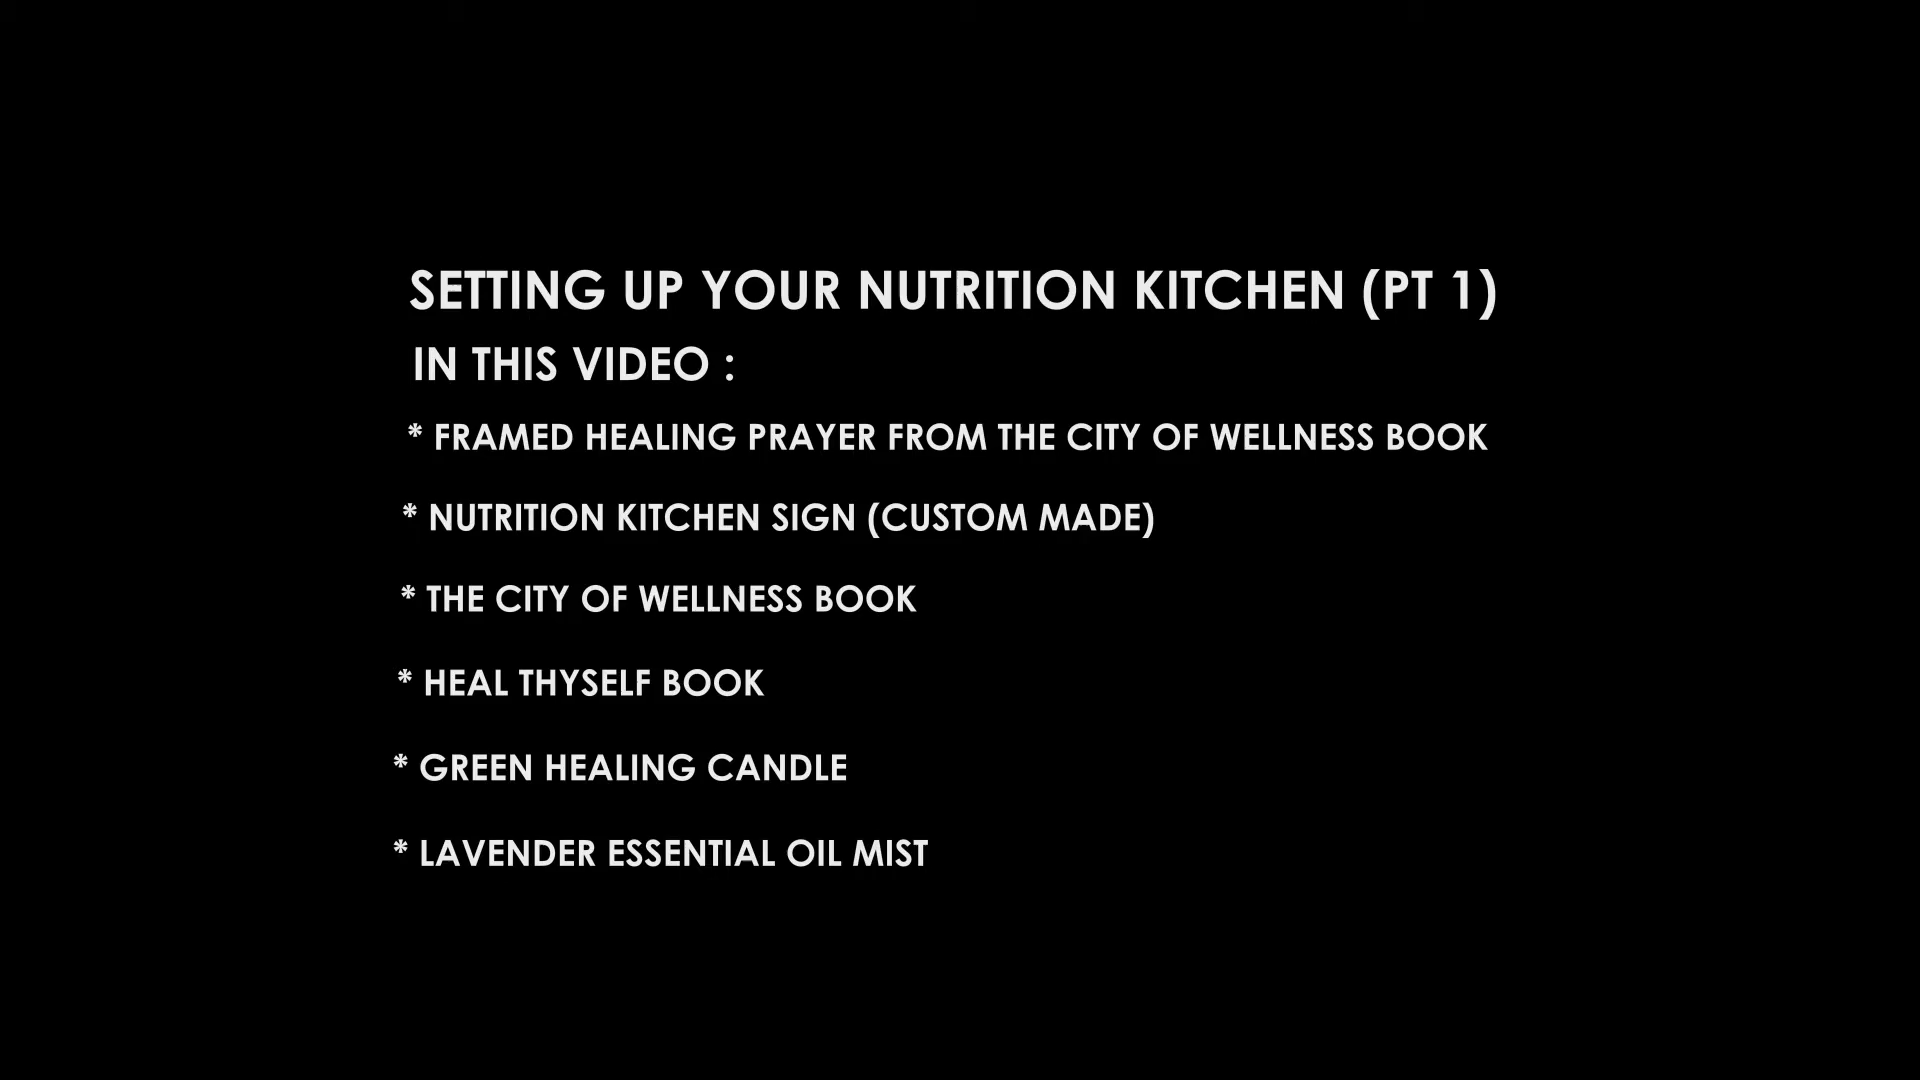 SETTING UP YOUR NUTRITION KITCHEN (PT 1)
IN THIS VIDEO :
* FRAMED HEALING PRAYER FROM THE CITY OF WELLNESS BOOK
* NUTRITION KITCHEN SIGN (CUSTOM MADE)
* THE CITY OF WELLNESS BOOK
* HEAL THYSELF BOOK
* GREEN HEALING CANDLE
* LAVENDER ESSENTIAL OIL MIST